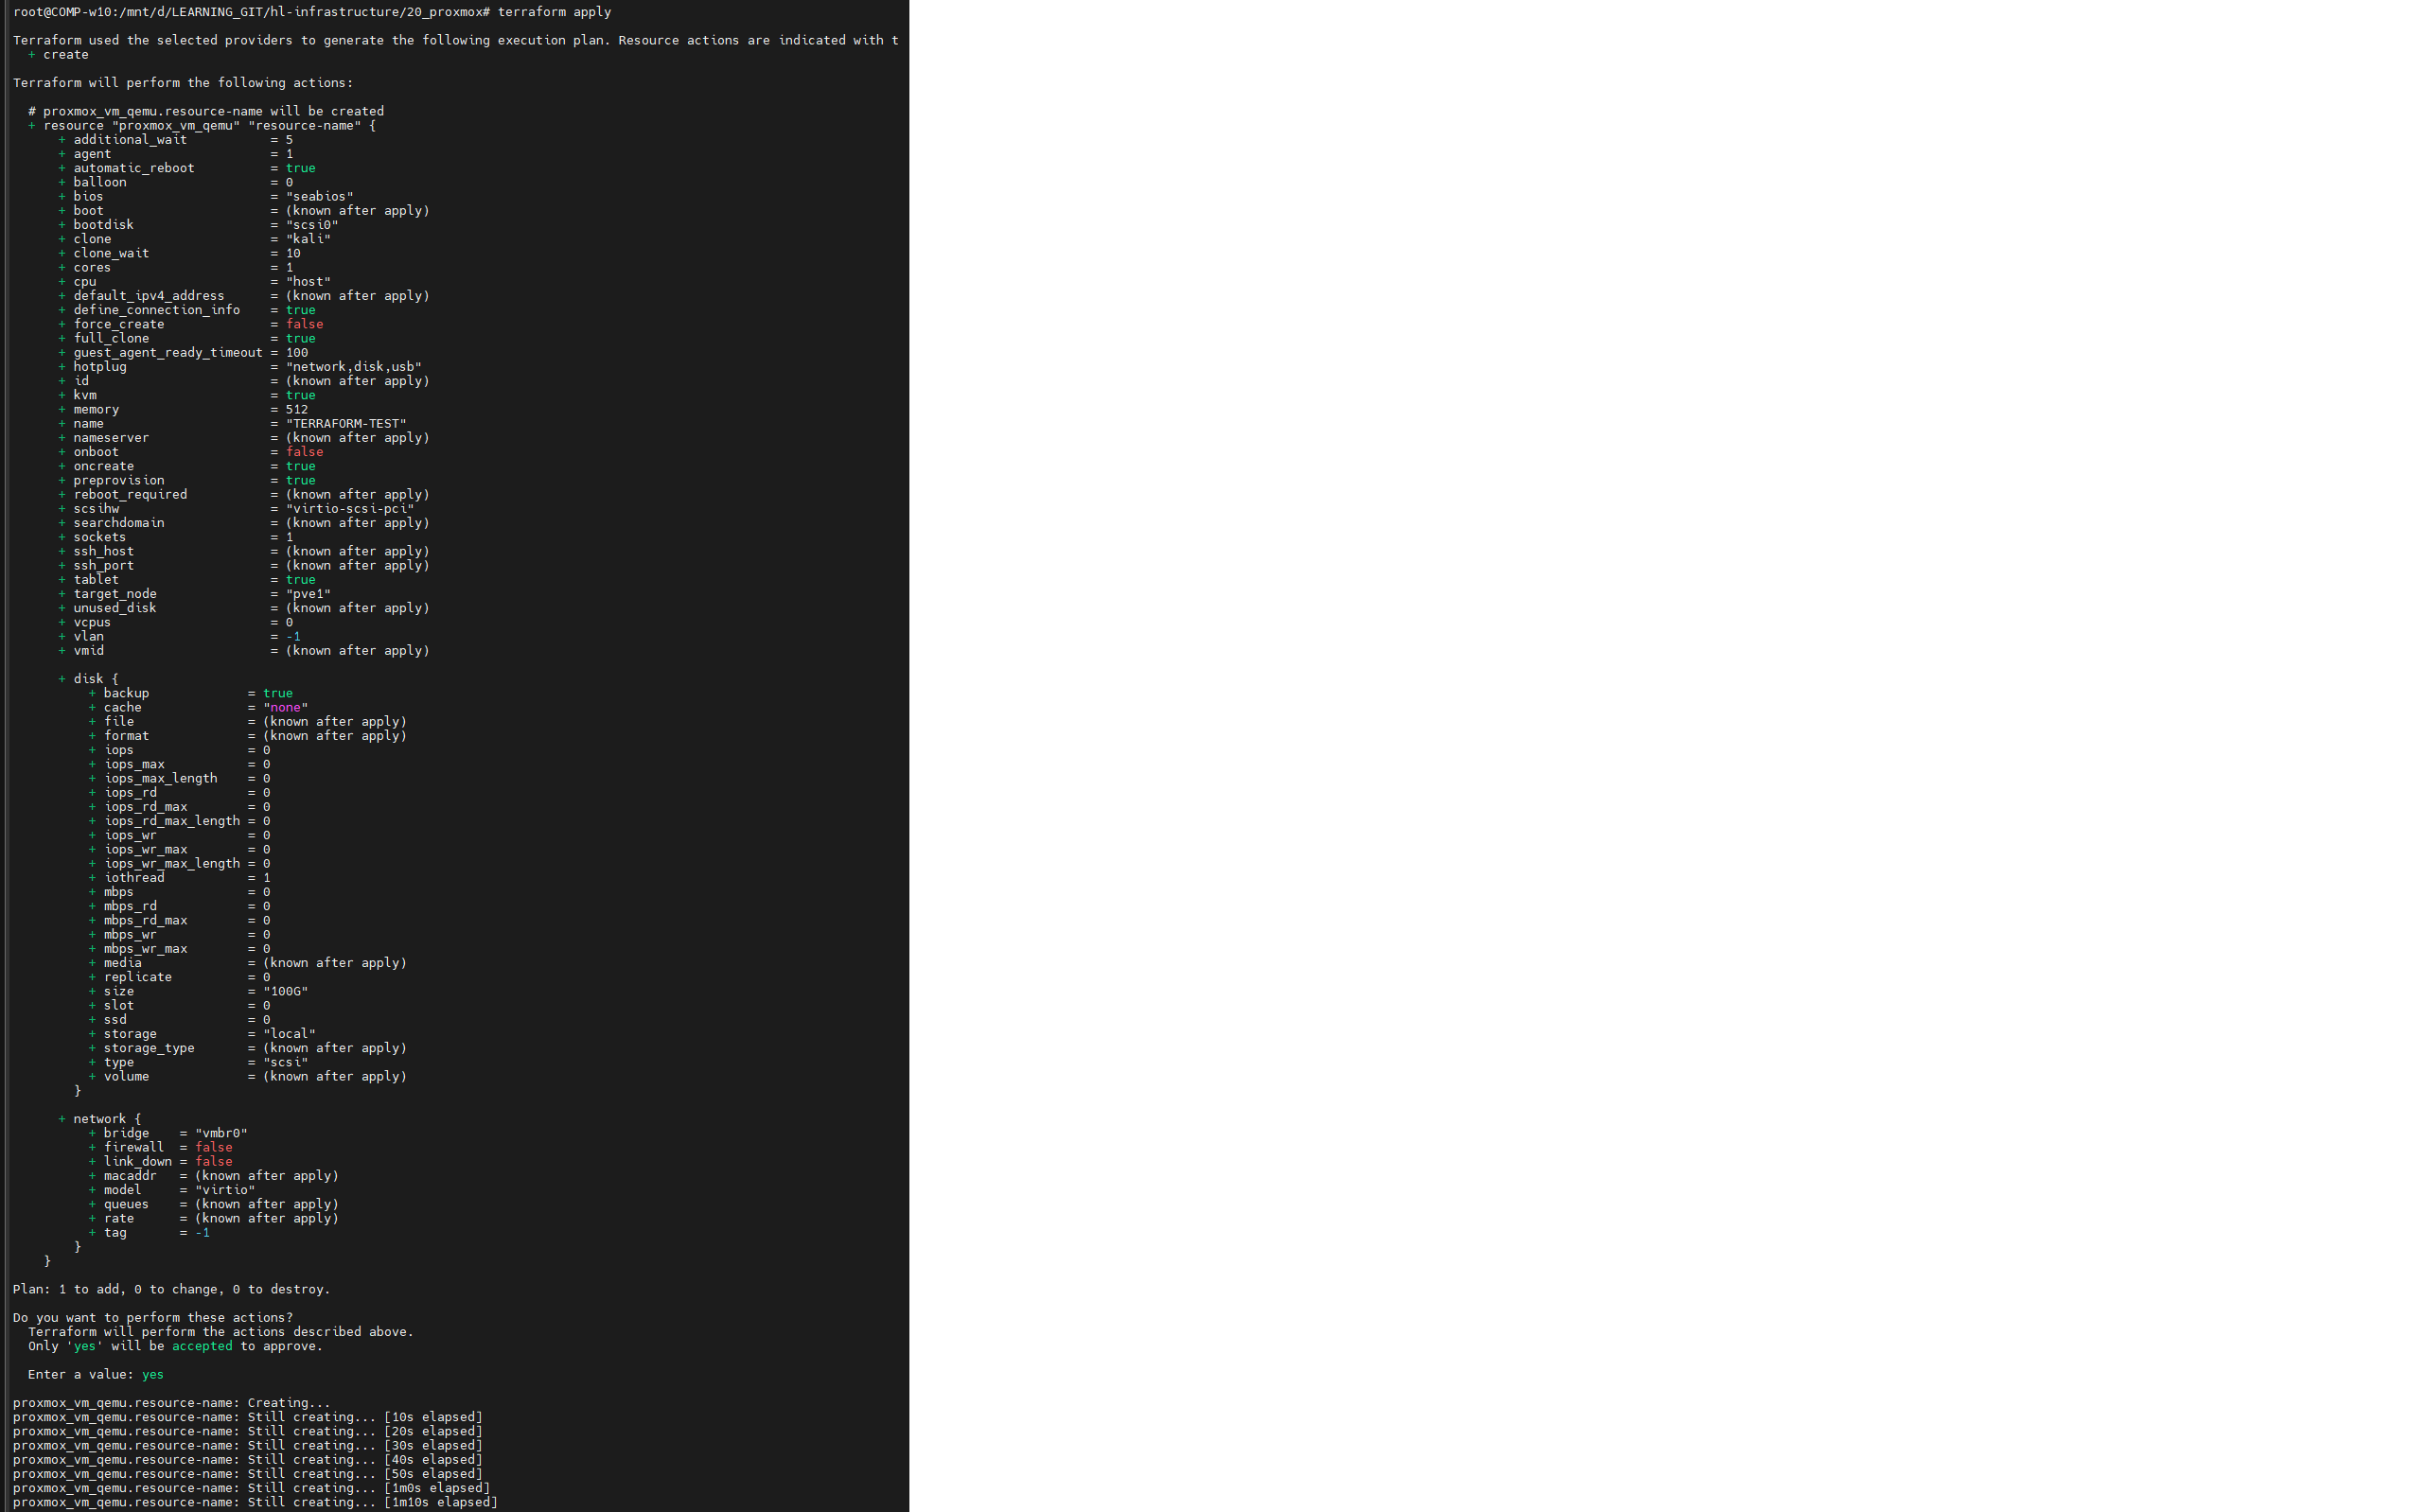 root@COMP-w10:/mnt/d/LEARNING_GIT/hl-infrastructure/20_proxmox# terraform apply
Terraform used the selected providers to generate the following execution plan. Resource actions are indicated with t
+ create
Terraform will perform the following actions:
# proxmox_vm_qemu.resource-name will be created
+ resource "proxmox_vm_qemu" "resource-name" {
+ additional_wait = 5
+ agent = 1
+ automatic_reboot = true
+ balloon = 0
+ bios = "seabios"
+ boot = (known after apply)
+ bootdisk = "scsi0"
+ clone = "kali"
+ clone_wait = 10
+ cores = 1
+ cpu = "host"
+ default_ipv4_address = (known after apply)
+ define_connection_info = true
+ force_create = false
+ full_clone = true
+ guest_agent_ready_timeout = 100
+ hotplug = "network,disk,usb"
+ id = (known after apply)
+ kvm = true
+ memory = 512
+ name = "TERRAFORM-TEST"
+ nameserver = (known after apply)
+ onboot = false
+ oncreate = true
+ preprovision = true
+ reboot_required = (known after apply)
+ scsihw = "virtio-scsi-pci"
+ searchdomain = (known after apply)
+ sockets = 1
+ ssh_host = (known after apply)
+ ssh_port = (known after apply)
+ tablet = true
+ target_node = "pve1"
+ unused_disk = (known after apply)
+ vcpus = 0
+ vlan = -1
+ vmid = (known after apply)
+ disk {
+ backup = true
+ cache = "none"
+ file = (known after apply)
+ format = (known after apply)
+ iops = 0
+ iops_max = 0
+ iops_max_length = 0
+ iops_rd = 0
+ iops_rd_max = 0
+ iops_rd_max_length = 0
+ iops_wr = 0
+ iops_wr_max = 0
+ iops_wr_max_length = 0
+ iothread = 1
+ mbps = 0
+ mbps_rd = 0
+ mbps_rd_max = 0
+ mbps_wr = 0
+ mbps_wr_max = 0
+ media = (known after apply)
+ replicate = 0
+ size = "100G"
+ slot = 0
+ ssd = 0
+ storage = "local"
+ storage_type = (known after apply)
+ type = "scsi"
+ volume = (known after apply)
}
+ network {
+ bridge = "vmbr0"
+ firewall = false
+ link_down = false
+ macaddr = (known after apply)
+ model = "virtio"
+ queues = (known after apply)
+ rate = (known after apply)
+ tag = -1
}
}
Plan: 1 to add, 0 to change, 0 to destroy.
Do you want to perform these actions?
Terraform will perform the actions described above.
Only 'yes' will be accepted to approve.
Enter a value: yes
proxmox_vm_qemu.resource-name: Creating...
proxmox_vm_qemu.resource-name: Still creating... [10s elapsed]
proxmox_vm_qemu.resource-name: Still creating... [20s elapsed]
proxmox_vm_qemu.resource-name: Still creating... [30s elapsed]
proxmox_vm_qemu.resource-name: Still creating... [40s elapsed]
proxmox_vm_qemu.resource-name: Still creating... [50s elapsed]
proxmox_vm_qemu.resource-name: Still creating... [1m0s elapsed]
proxmox_vm_qemu.resource-name: Still creating... [1m10s elapsed]